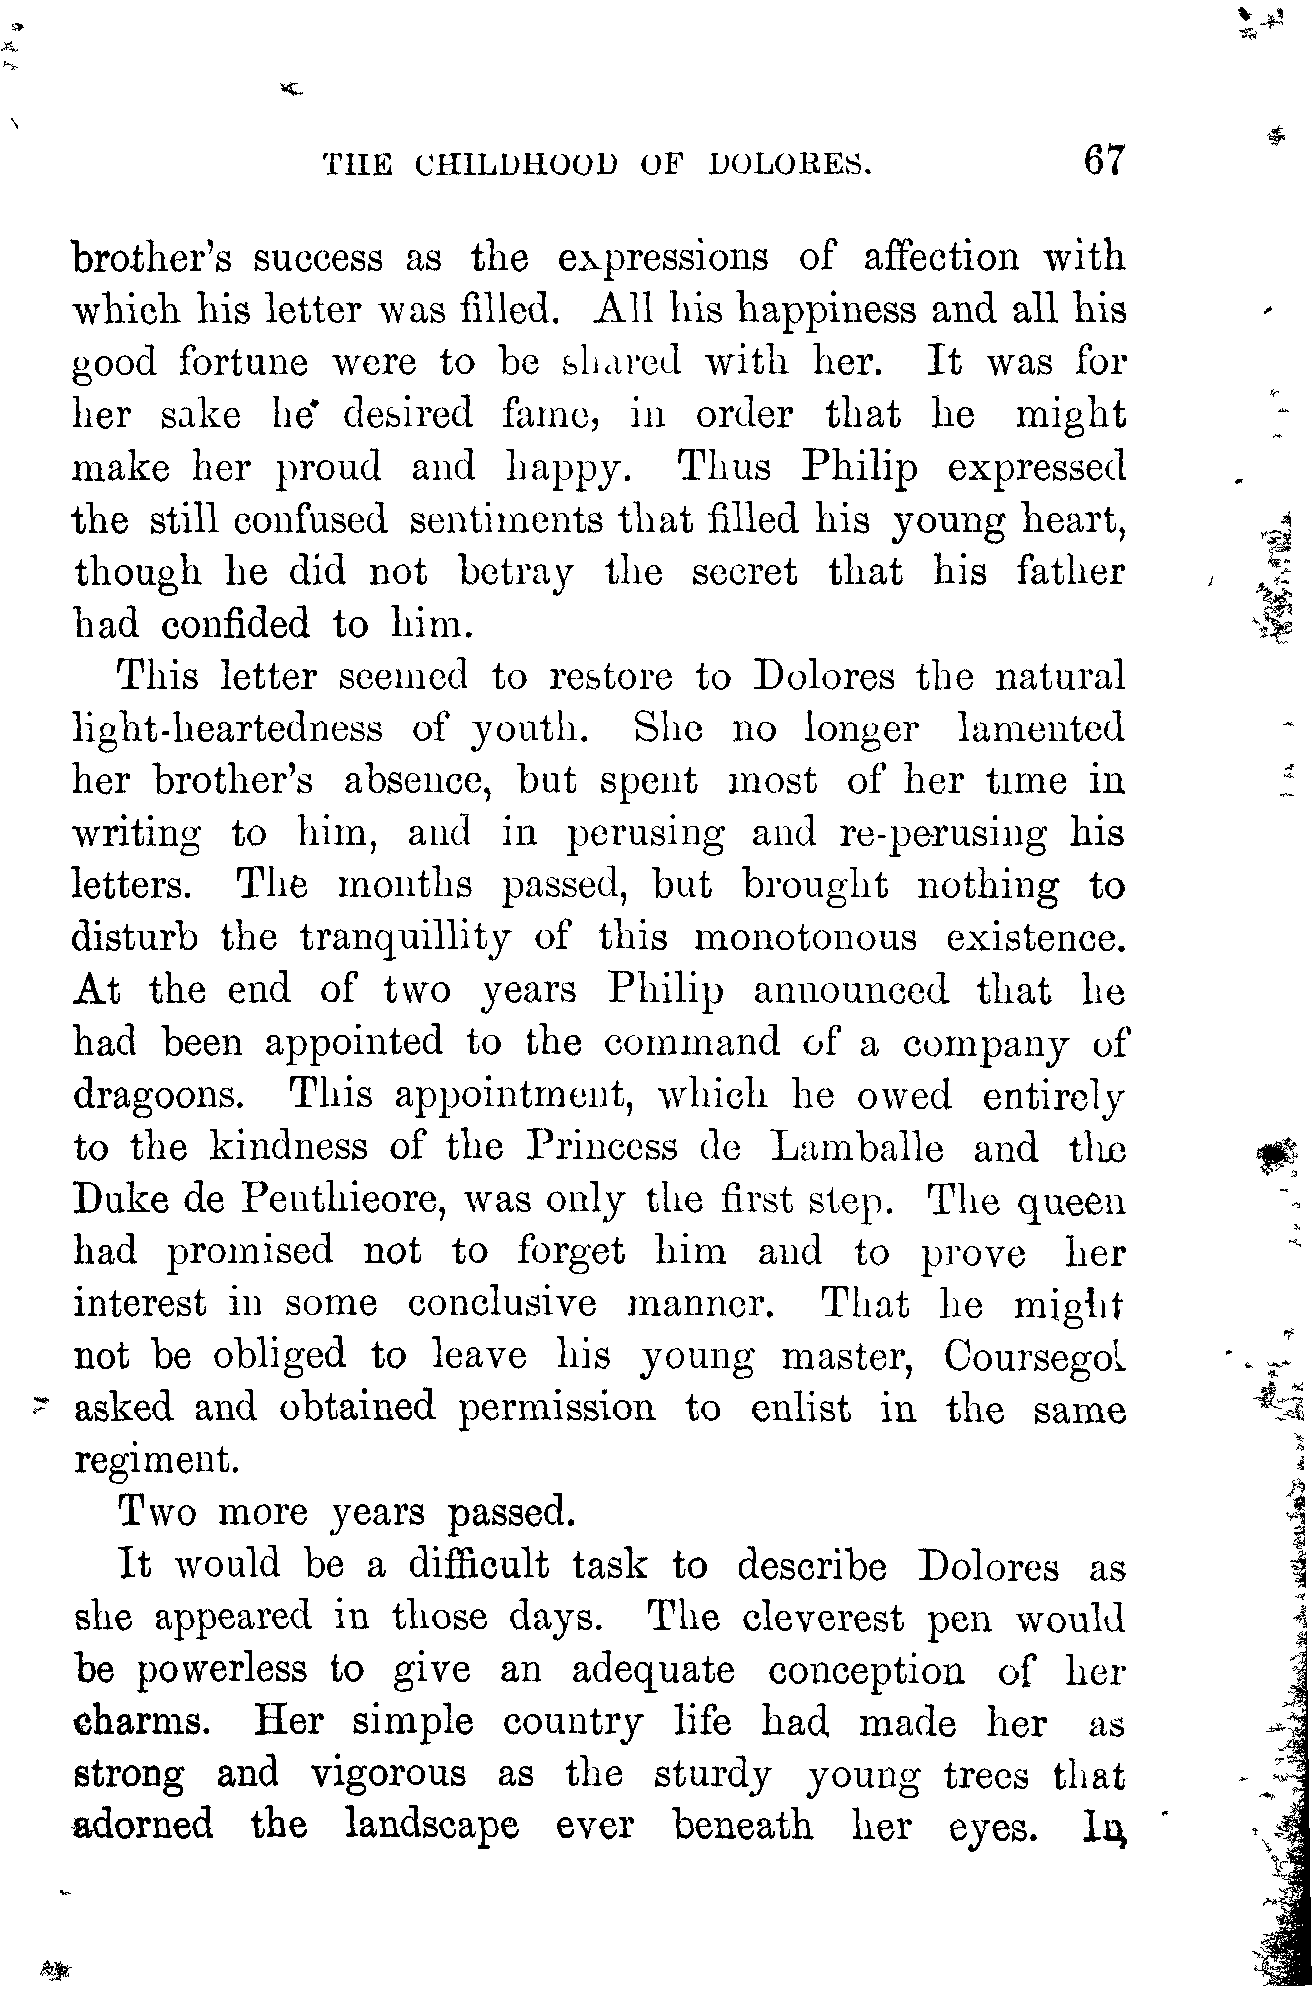 THE CHILDHOOD OF DOLORES. 67
brother's success as the expressions of affection with
which his letter was filled. All his happiness and all his
good fortune were to be shared with her. It was for
her sake he desired fame, in order that he might
make her proud and happy. Thus Philip expressed
the still confused sentiments that filled his young heart,
though he did not betray the secret that his father
had confided to him.
This letter seemed to restore to Dolores the natural
light-heartedness of youth. She no longer lamented
her brother's absence, but spent most of her time in
writing to him, and in perusing and re-perusing his
letters. The months passed, but brought nothing to
disturb the tranquillity of this monotonous existence.
At the end of two years Philip announced that he
had been appointed to the command of a company of
dragoons. This appointment, which he owed entirely
to the kindness of the Princess de Lamballe and the
Duke de Penthieore, was only the first step. The queen
had promised not to forget him and to prove her
interest in some conclusive manner. That he might
not be obliged to leave his young master, Coursegol
asked and obtained permission to enlist in the same
regiment.
Two more years passed.
It would be a difficult task to describe Dolores as
she appeared in those days. The cleverest pen would
be powerless to give an adequate conception of her
charms. Her simple country life had made her as
strong and vigorous as the sturdy young trees that
adorned the landscape ever beneath her eyes. In